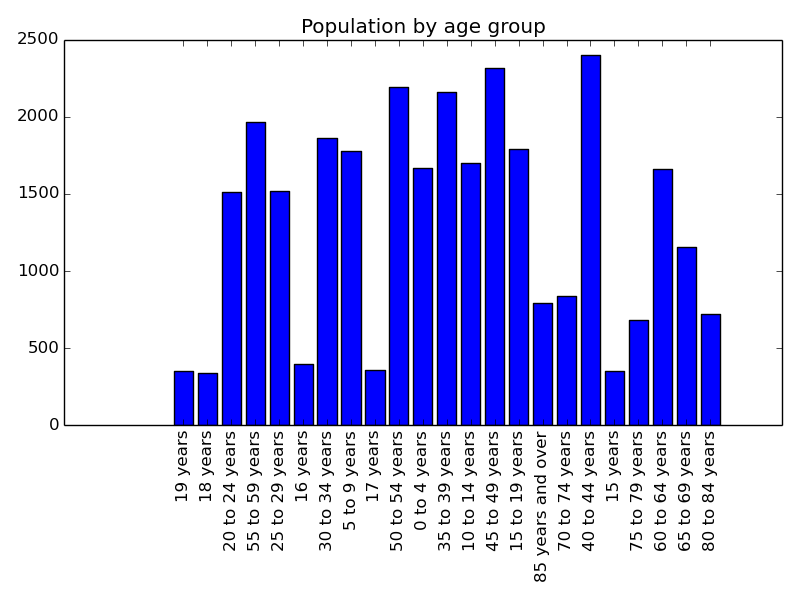 Population by age group
2500
2000
1500
1000
500
0
19 years
18 years
20 to 24 years
55 to 59 years
25 to 29 years
16 years
30 to 34 years
5 to 9 years
17 years
50 to 54 years
0 to 4 years
35 to 39 years
10 to 14 years
45 to 49 years
15 to 19 years
85 years and over
70 to 74 years
40 to 44 years
15 years
75 to 79 years
60 to 64 years
65 to 69 years
80 to 84 years